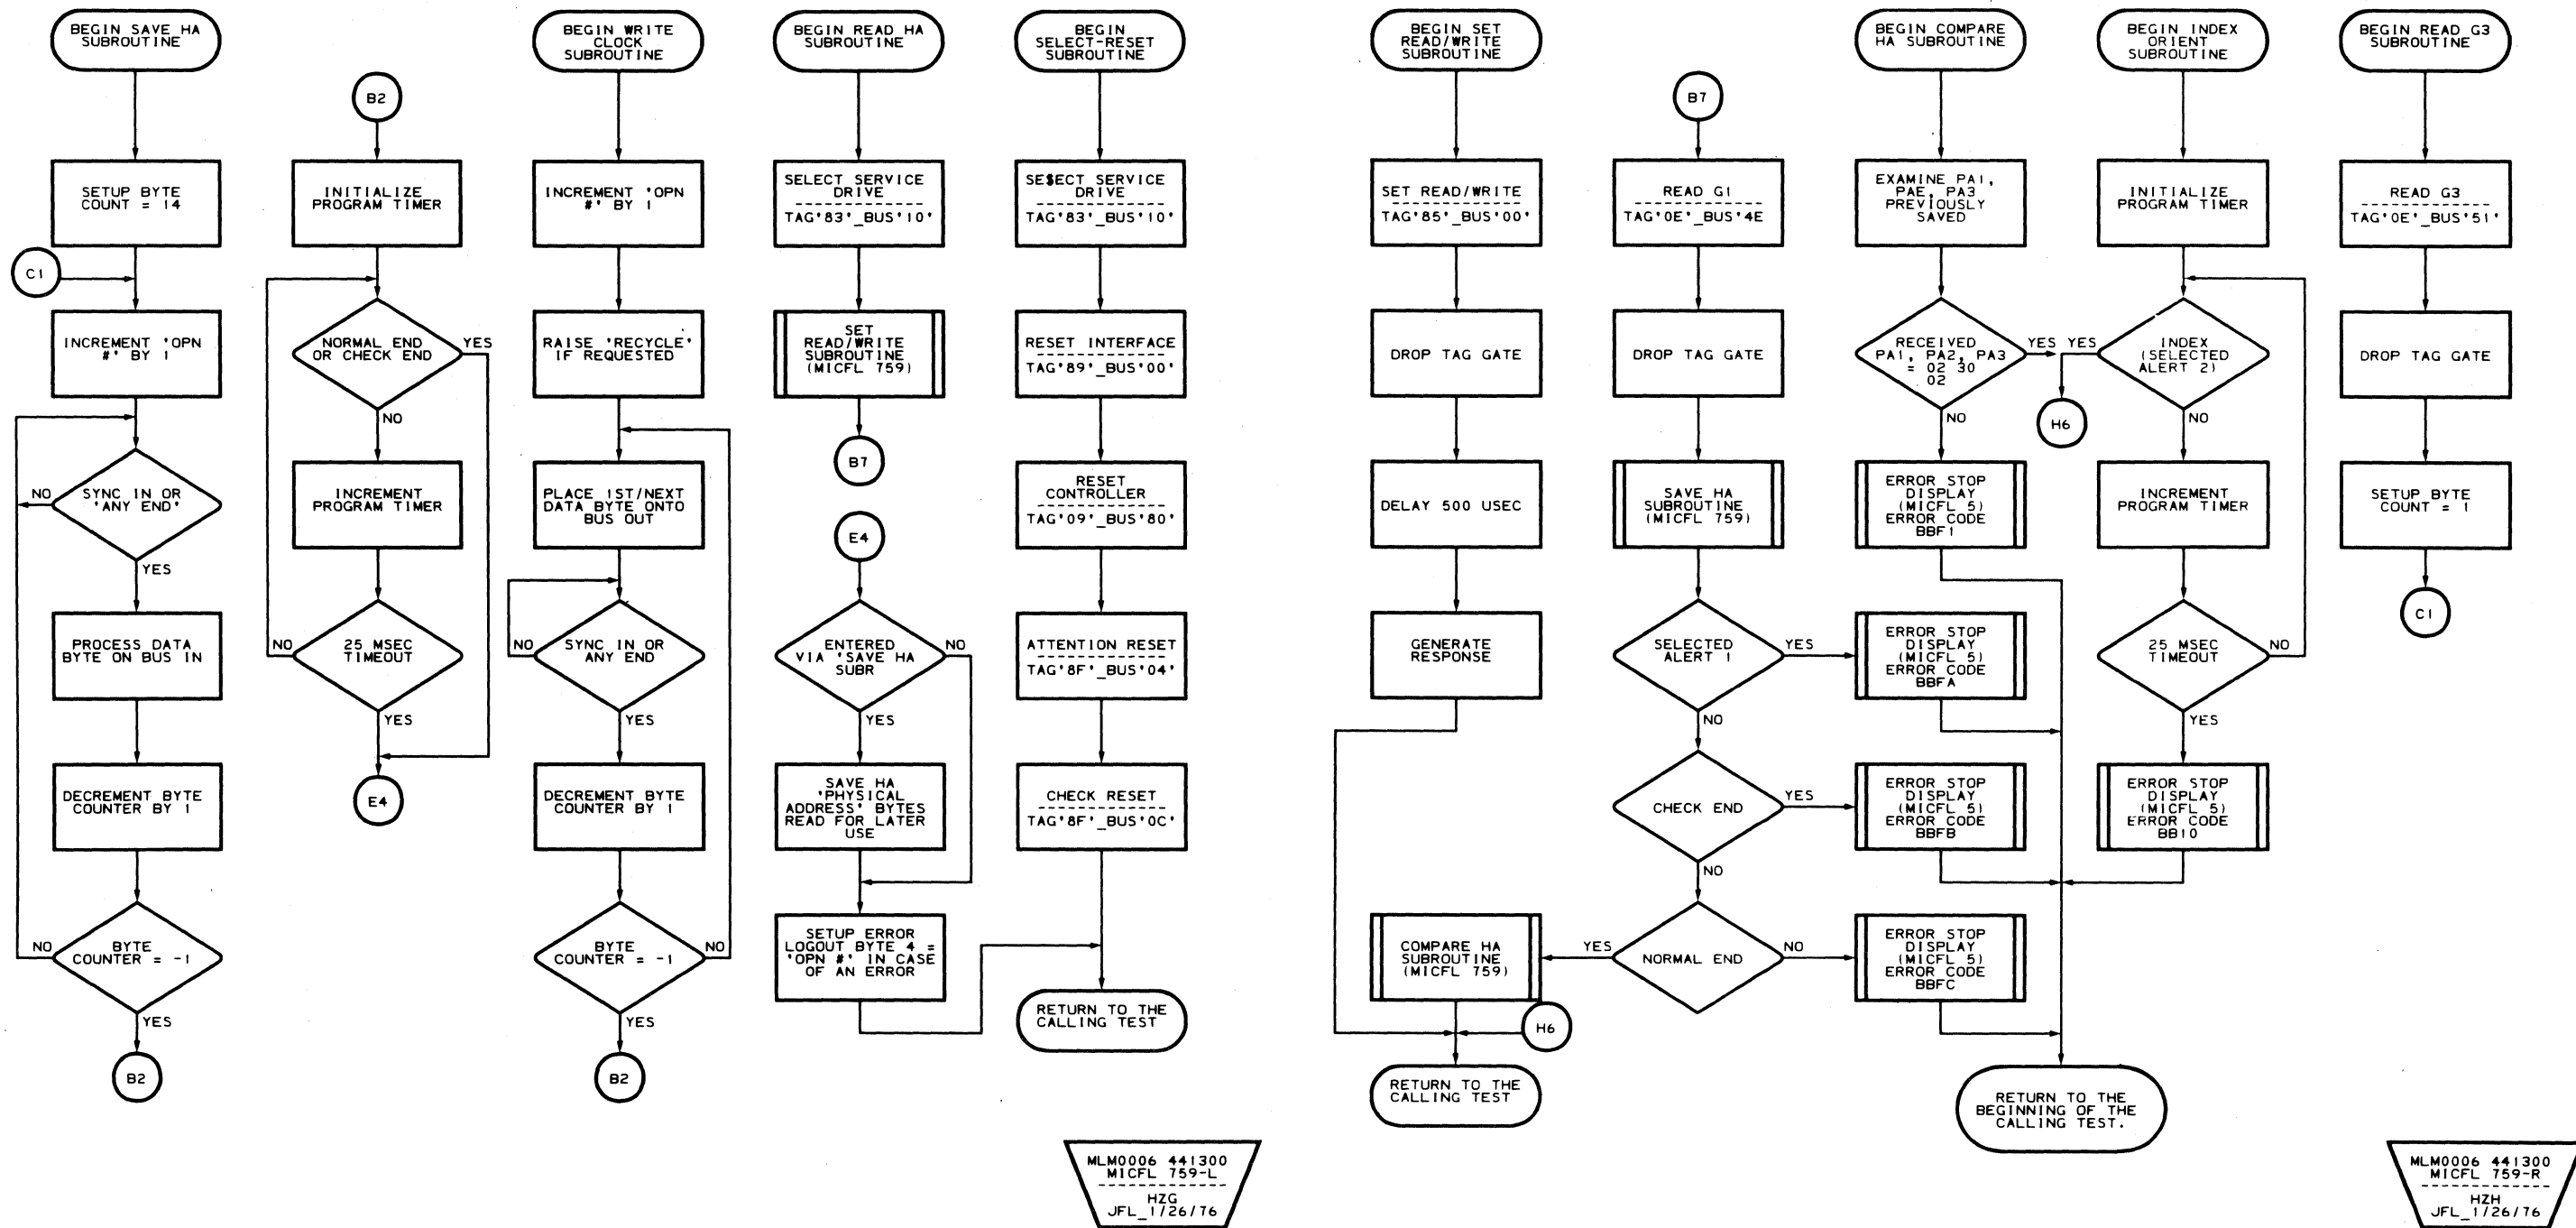 BEGIN SAVE HA
SUBROUTINE
SETUP BYTE
COUNT = 14
C1
INCREMENT 'OPN
#' BY 1
SYNC IN OR
'ANY END'
NO
YES
PROCESS DATA
BYTE ON BUS IN
DECREMENT BYTE
COUNTER BY 1
BYTE
COUNTER = -1
NO
YES
B2
B2
INITIALIZE
PROGRAM TIMER
NORMAL END
OR CHECK END
YES
NO
INCREMENT
PROGRAM TIMER
25 MSEC
TIMEOUT
NO
YES
E4
BEGIN WRITE
CLOCK
SUBROUTINE
INCREMENT 'OPN
#' BY 1
RAISE 'RECYCLE'
IF REQUESTED
PLACE 1ST/NEXT
DATA BYTE ONTO
BUS OUT
SYNC IN OR
ANY END
NO
YES
DECREMENT BYTE
COUNTER BY 1
BYTE
COUNTER = -1
NO
YES
B2
BEGIN READ HA
SUBROUTINE
SELECT SERVICE
DRIVE
TAG'83'_BUS'10'
SET
READ/WRITE
SUBROUTINE
(MICFL 759)
B7
E4
ENTERED
VIA 'SAVE HA
SUBR
NO
YES
SAVE HA
'PHYSICAL
ADDRESS' BYTES
READ FOR LATER
USE
SETUP ERROR
LOGOUT BYTE 4 =
'OPN #' IN CASE
OF AN ERROR
BEGIN
SELECT-RESET
SUBROUTINE
SE$ECT SERVICE
DRIVE
TAG'83'_BUS'10'
RESET INTERFACE
TAG'89'_BUS'00'
RESET
CONTROLLER
TAG'09'_BUS'80'
ATTENTION RESET
TAG'8F'_BUS'04'
CHECK RESET
TAG'8F'_BUS'0C'
RETURN TO THE
CALLING TEST
MLM0006 441300
MICFL 759-L
HZG
JFL_1/26/76
BEGIN SET
READ/WRITE
SUBROUTINE
SET READ/WRITE
TAG'85'_BUS'00'
DROP TAG GATE
DELAY 500 USEC
GENERATE
RESPONSE
COMPARE HA
SUBROUTINE
(MICFL 759)
H6
RETURN TO THE
CALLING TEST
B7
READ G1
TAG'0E'_BUS'4E
DROP TAG GATE
SAVE HA
SUBROUTINE
(MICFL 759)
SELECTED
ALERT 1
YES
NO
CHECK END
YES
NO
NORMAL END
YES
NO
BEGIN COMPARE
HA SUBROUTINE
EXAMINE PA1,
PAE, PA3
PREVIOUSLY
SAVED
RECEIVED
PA1, PA2, PA3
= 02 30
02
YES
NO
H6
ERROR STOP
DISPLAY
(MICFL 5)
ERROR CODE
BBF1
ERROR STOP
DISPLAY
(MICFL 5)
ERROR CODE
BBFA
ERROR STOP
DISPLAY
(MICFL 5)
ERROR CODE
BBFB
ERROR STOP
DISPLAY
(MICFL 5)
ERROR CODE
BBFC
BEGIN INDEX
ORIENT
SUBROUTINE
INITIALIZE
PROGRAM TIMER
INDEX
(SELECTED
ALERT 2)
YES
NO
INCREMENT
PROGRAM TIMER
25 MSEC
TIMEOUT
NO
YES
ERROR STOP
DISPLAY
(MICFL 5)
ERROR CODE
BB10
RETURN TO THE
BEGINNING OF THE
CALLING TEST.
BEGIN READ G3
SUBROUTINE
READ G3
TAG'0E'_BUS'51'
DROP TAG GATE
SETUP BYTE
COUNT = 1
C1
MLM0006 441300
MICFL 759-R
HZH
JFL_1/26/76